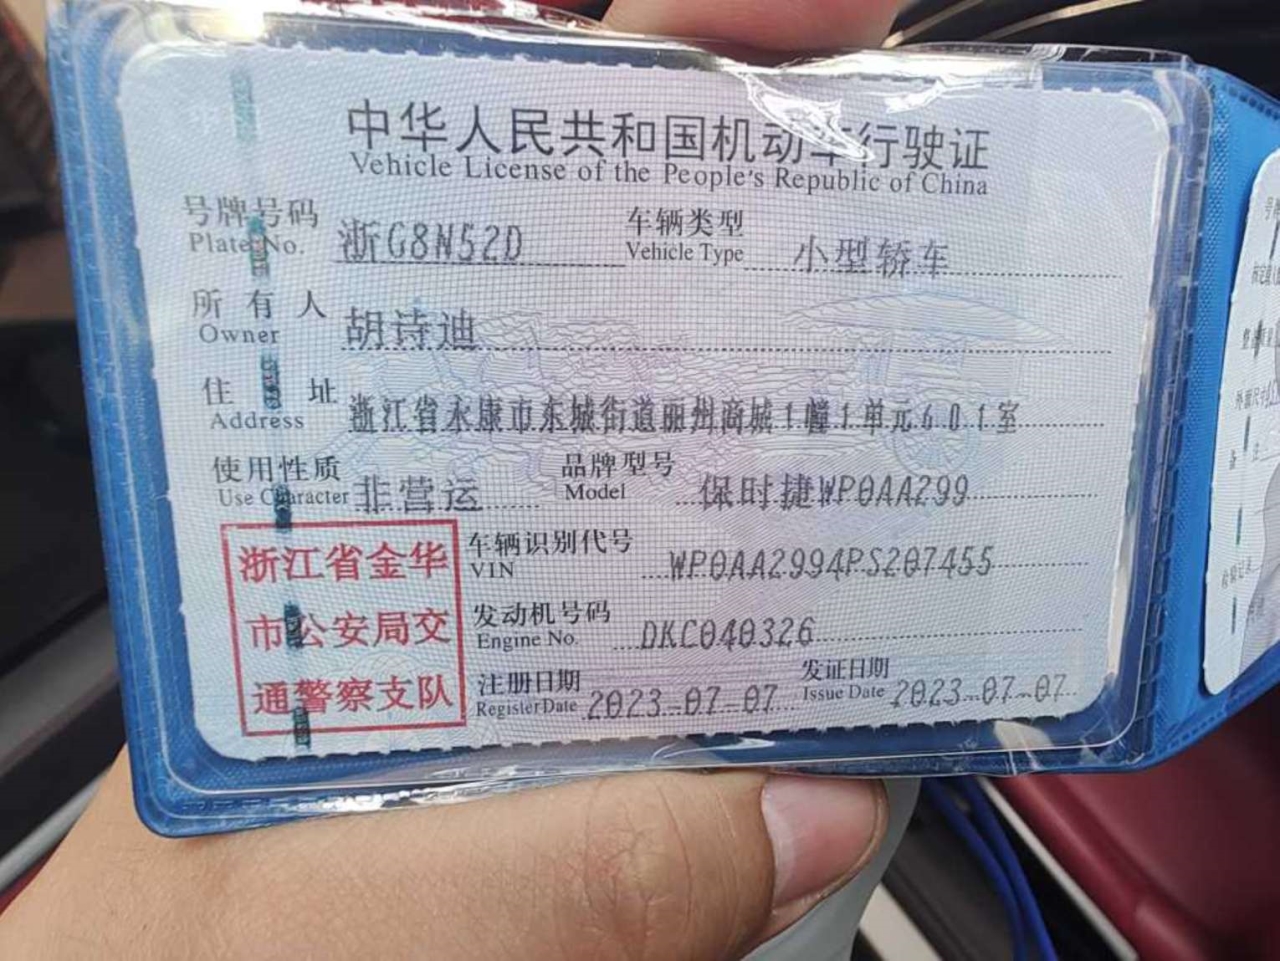 中华人民共和国机动车行驶证
Vehicle License of the People's Republic of China
号牌号码 浙G8N52D 车辆类型 小型轿车
Plate No. Vehicle Type
所有人 胡诗迪
Owner
住址 浙江省永康市东城街道丽州商城1幢1单元601室
Address
使用性质 非营运 品牌型号 保时捷WP0AA299
Use Character Model
浙江省金华
市公安局交
通警察支队
车辆识别代号 WP0AA2994PS207455
VIN
发动机号码 DKC040326
Engine No.
注册日期 2023-07-07 发证日期 2023-07-07
Register Date Issue Date